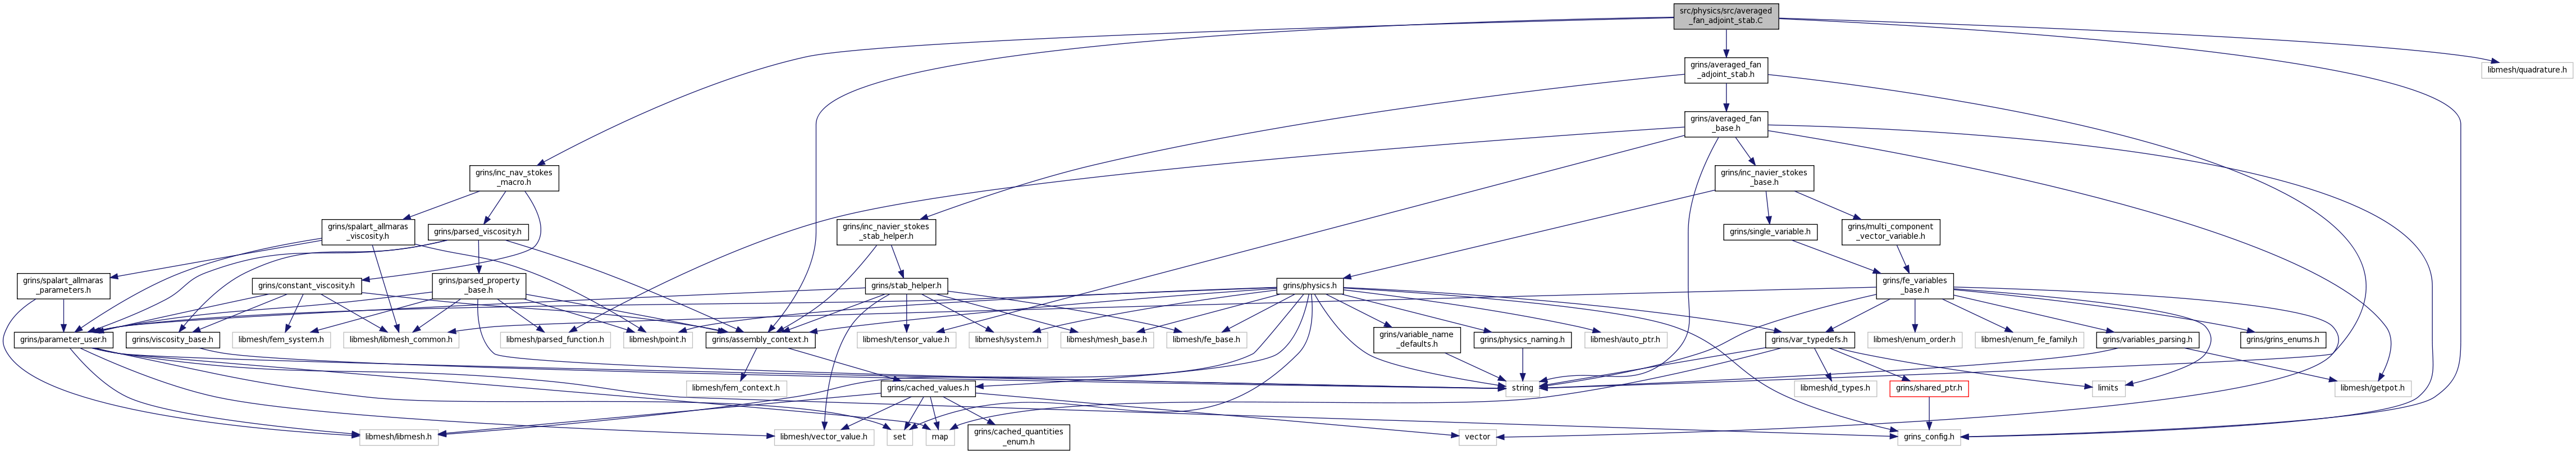 src/physics/src/averaged
_fan_adjoint_stab.C
grins/averaged_fan
_adjoint_stab.h
libmesh/quadrature.h
grins/averaged_fan
_base.h
grins/inc_nav_stokes
_macro.h
grins/inc_navier_stokes
_base.h
grins/spalart_allmaras
_viscosity.h
grins/parsed_viscosity.h
grins/inc_navier_stokes
_stab_helper.h
grins/single_variable.h
grins/multi_component
_vector_variable.h
grins/spalart_allmaras
_parameters.h
grins/constant_viscosity.h
grins/parsed_property
_base.h
grins/stab_helper.h
grins/physics.h
grins/fe_variables
_base.h
grins/parameter_user.h
grins/viscosity_base.h
libmesh/fem_system.h
libmesh/libmesh_common.h
libmesh/parsed_function.h
libmesh/point.h
grins/assembly_context.h
libmesh/tensor_value.h
libmesh/system.h
libmesh/mesh_base.h
libmesh/fe_base.h
grins/variable_name
_defaults.h
grins/physics_naming.h
libmesh/auto_ptr.h
grins/var_typedefs.h
libmesh/enum_order.h
libmesh/enum_fe_family.h
grins/variables_parsing.h
grins/grins_enums.h
libmesh/fem_context.h
grins/cached_values.h
string
libmesh/id_types.h
grins/shared_ptr.h
limits
libmesh/getpot.h
libmesh/libmesh.h
libmesh/vector_value.h
set
map
grins/cached_quantities
_enum.h
vector
grins_config.h